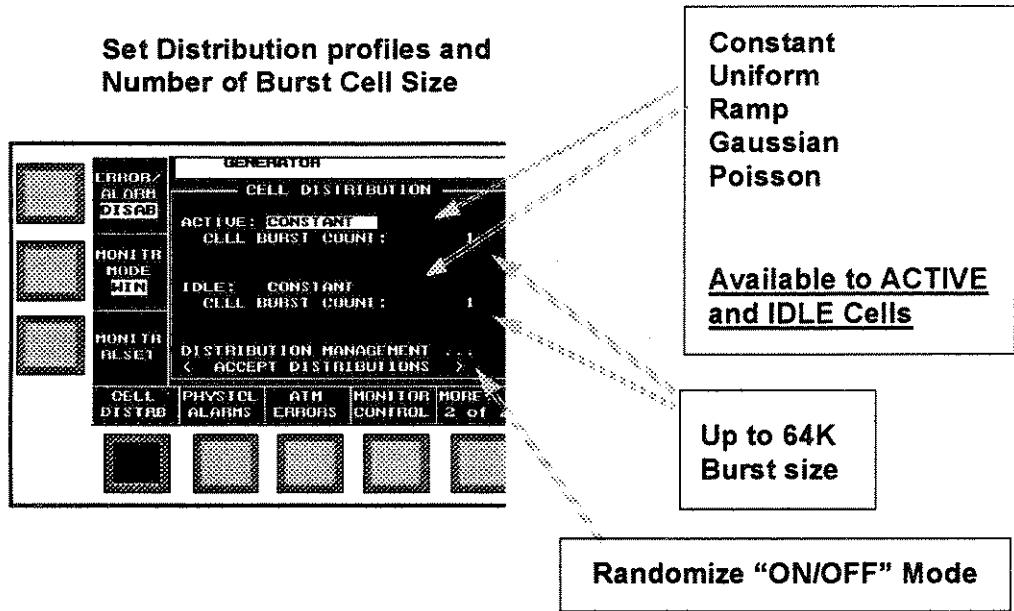 Set Distribution profiles and
Number of Burst Cell Size
Constant
Uniform
Ramp
Gaussian
Poisson
Available to ACTIVE
and IDLE Cells
Up to 64K
Burst size
Randomize “ON/OFF” Mode
GENERATOR
CELL DISTRIBUTION
ERROR/
ALARM
DISAB
ACTIVE: CONSTANT
CELL BURST COUNT: 1
MONITR
MODE
WIN
IDLE: CONSTANT
CELL BURST COUNT: 1
MONITR
RESET
DISTRIBUTION MANAGEMENT ...
< ACCEPT DISTRIBUTIONS >
CELL
DISTRB
PHYSICL
ALARMS
ATM
ERRORS
MONITOR
CONTROL
MORE
2 of